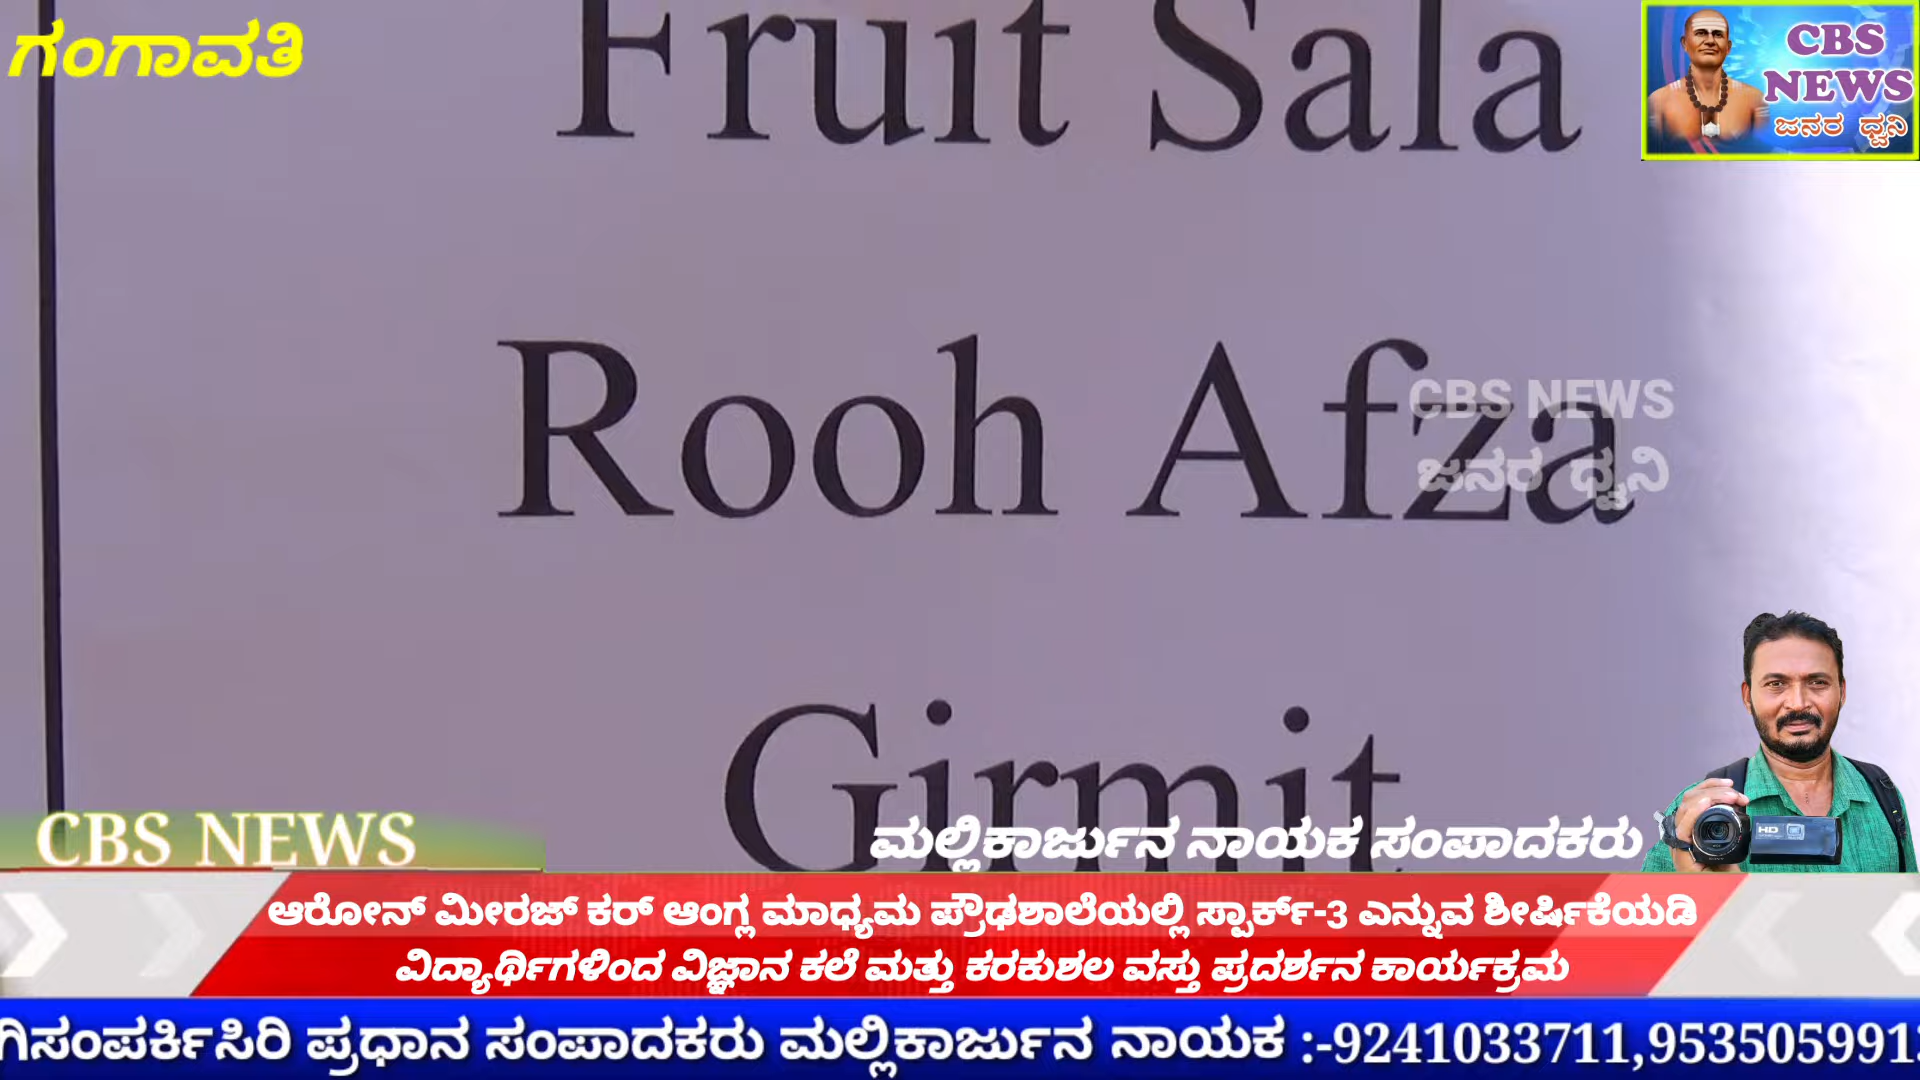 ಗಂಗಾವತಿ
CBS
NEWS
ಜನರ ಧ್ವನಿ
Fruit Sala
Rooh Afza
CBS NEWS
ಜನರ ಧ್ವನಿ
Girmit
CBS NEWS
ಮಲ್ಲಿಕಾರ್ಜುನ ನಾಯಕ ಸಂಪಾದಕರು
HD
ಆರೋನ್ ಮೀರಜ್ ಕರ್ ಆಂಗ್ಲ ಮಾಧ್ಯಮ ಪ್ರೌಢಶಾಲೆಯಲ್ಲಿ ಸ್ಪಾರ್ಕ್-3 ಎನ್ನುವ ಶೀರ್ಷಿಕೆಯಡಿ
ವಿದ್ಯಾರ್ಥಿಗಳಿಂದ ವಿಜ್ಞಾನ ಕಲೆ ಮತ್ತು ಕರಕುಶಲ ವಸ್ತು ಪ್ರದರ್ಶನ ಕಾರ್ಯಕ್ರಮ
ಗಿಸಂಪರ್ಕಿಸಿರಿ ಪ್ರಧಾನ ಸಂಪಾದಕರು ಮಲ್ಲಿಕಾರ್ಜುನ ನಾಯಕ :-9241033711,953505991